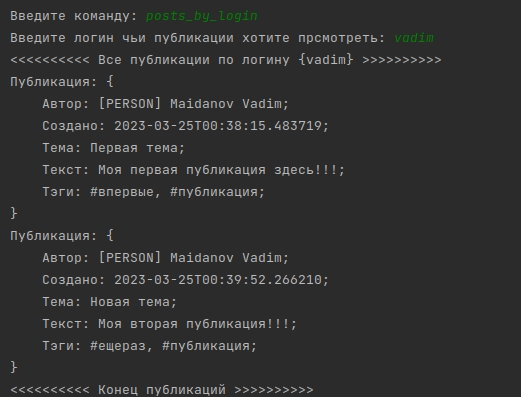 Введите команду: posts_by_login
Введите логин чьи публикации хотите прсмотреть: vadim
<<<<<<<<<< Все публикации по логину {vadim} >>>>>>>>>>
Публикация: {
    Автор: [PERSON] Maidanov Vadim;
    Создано: 2023-03-25T00:38:15.483719;
    Тема: Первая тема;
    Текст: Моя первая публикация здесь!!!;
    Тэги: #впервые, #публикация;
}
Публикация: {
    Автор: [PERSON] Maidanov Vadim;
    Создано: 2023-03-25T00:39:52.266210;
    Тема: Новая тема;
    Текст: Моя вторая публикация!!!;
    Тэги: #ещераз, #публикация;
}
<<<<<<<<<< Конец публикаций >>>>>>>>>>